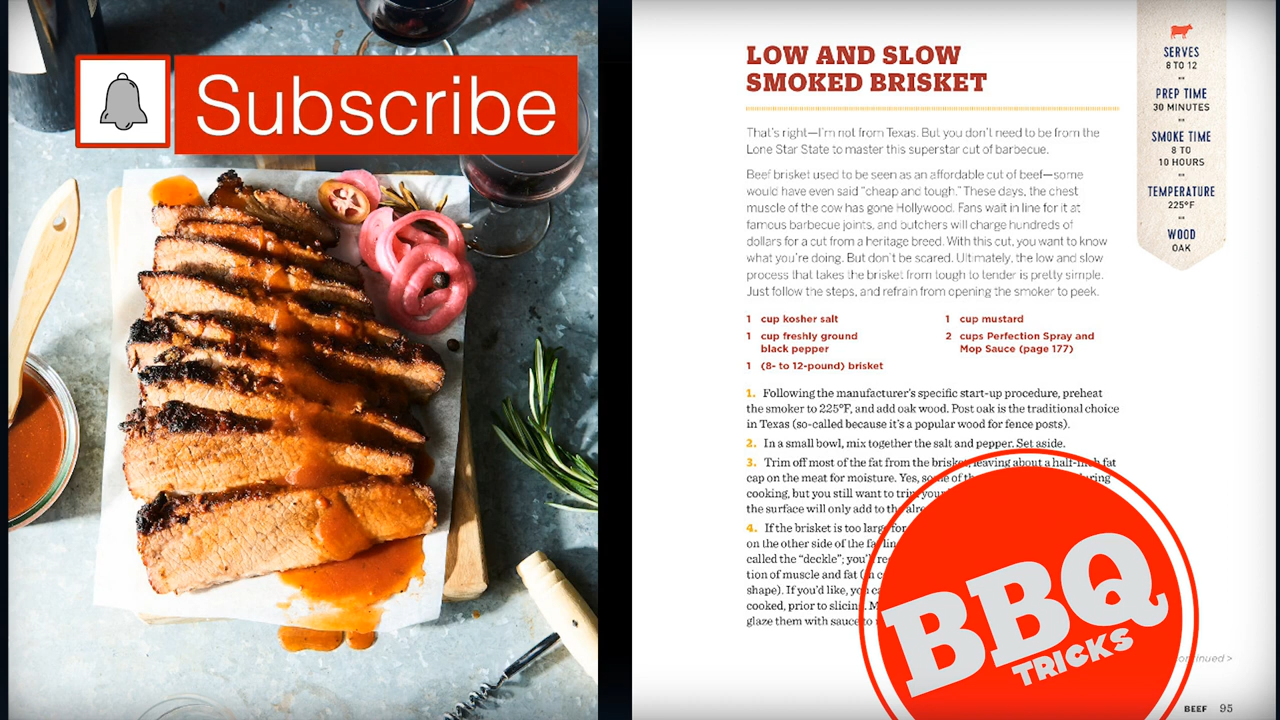 Subscribe
LOW AND SLOW
SMOKED BRISKET
That's right—I'm not from Texas. But you don't need to be from the
Lone Star State to master this superstar cut of barbecue.
Beef brisket used to be seen as an affordable cut of beef—some
would have even said "cheap and tough." These days, the chest
muscle of the cow has gone Hollywood. Fans wait in line for it at
famous barbecue joints, and butchers will charge hundreds of
dollars for a cut from a heritage breed. With this cut, you want to know
what you're doing. But don't be scared. Ultimately, the low and slow
process that takes the brisket from tough to tender is pretty simple.
Just follow the steps, and refrain from opening the smoker to peek.
1 cup kosher salt
1 cup freshly ground
black pepper
1 (8- to 12-pound) brisket
1 cup mustard
2 cups Perfection Spray and
Mop Sauce (page 177)
1. Following the manufacturer's specific start-up procedure, preheat
the smoker to 225°F, and add oak wood. Post oak is the traditional choice
in Texas (so-called because it's a popular wood for fence posts).
2. In a small bowl, mix together the salt and pepper. Set aside.
3. Trim off most of the fat from the brisket, leaving about a half-inch fat
cap on the meat for moisture. Yes, some of
cooking, but you still want to trim your
the surface will only add to the
4. If the brisket is too large for
on the other side of the fat
called the "deckle";
tion of muscle and fat
shape). If you'd like, you
cooked, prior to slicing.
glaze them with sauce to
SERVES
8 TO 12
PREP TIME
30 MINUTES
SMOKE TIME
8 TO
10 HOURS
TEMPERATURE
225°F
WOOD
OAK
BBQ
TRICKS
BEEF 95